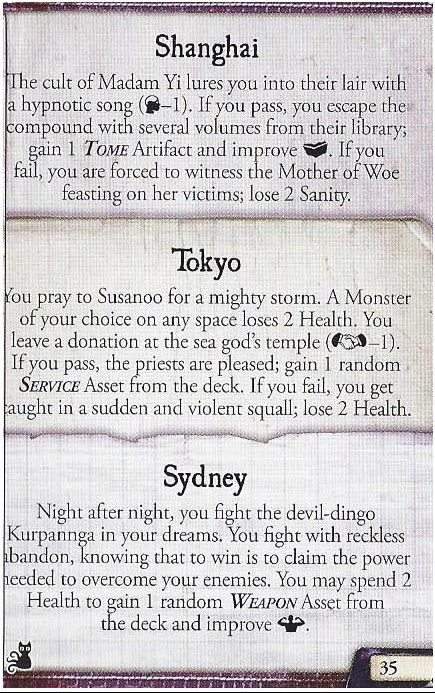 Shanghai
The cult of Madam Yi lures you into their lair with
a hypnotic song (–1). If you pass, you escape the
compound with several volumes from their library;
gain 1 TOME Artifact and improve . If you
fail, you are forced to witness the Mother of Woe
feasting on her victims; lose 2 Sanity.
Tokyo
You pray to Susanoo for a mighty storm. A Monster
of your choice on any space loses 2 Health. You
leave a donation at the sea god's temple (–1).
If you pass, the priests are pleased; gain 1 random
SERVICE Asset from the deck. If you fail, you get
caught in a sudden and violent squall; lose 2 Health.
Sydney
Night after night, you fight the devil-dingo
Kurpannga in your dreams. You fight with reckless
abandon, knowing that to win is to claim the power
needed to overcome your enemies. You may spend 2
Health to gain 1 random WEAPON Asset from
the deck and improve .
35